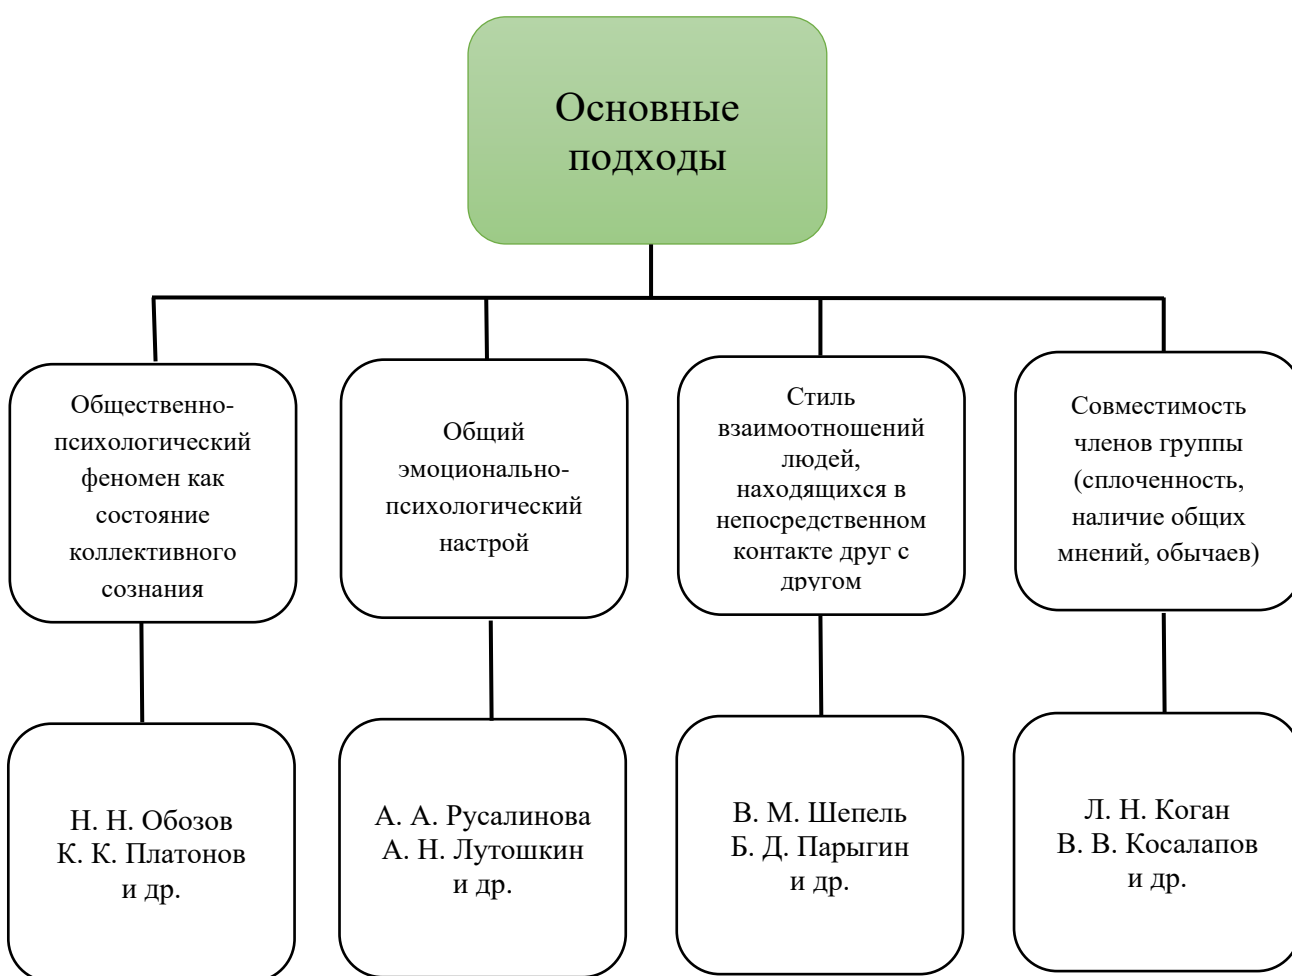 Основные
подходы
Общественно-
психологический
феномен как
состояние
коллективного
сознания
Общий
эмоционально-
психологический
настрой
Стиль
взаимоотношений
людей,
находящихся в
непосредственном
контакте друг с
другом
Совместимость
членов группы
(сплоченность,
наличие общих
мнений, обычаев)
Н. Н. Обозов
К. К. Платонов
и др.
А. А. Русалинова
А. Н. Лутошкин
и др.
В. М. Шепель
Б. Д. Парыгин
и др.
Л. Н. Коган
В. В. Косалапов
и др.